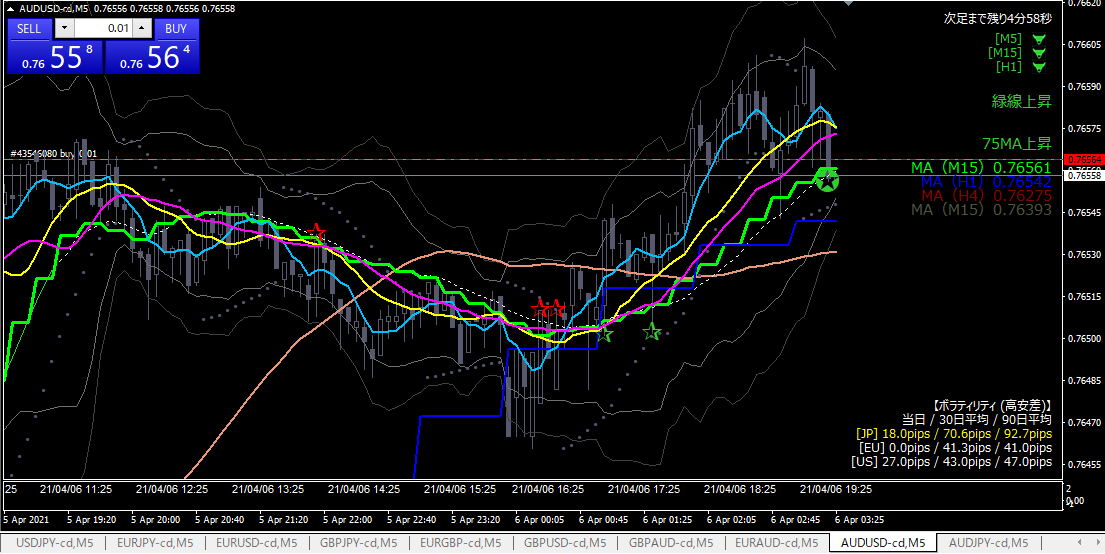 AUDUSD-cd,M5 0.76556 0.76558 0.76556 0.76558
SELL
0.01
BUY
0.76 55 8
0.76 56 4
次足まで残り4分58秒
[M5]
[M15]
[H1]
緑線上昇
75MA上昇
#43546080 buy 0.01
MA (M15) 0.76561
MA (H1) 0.76542
MA (H4) 0.76275
MA (M15) 0.76393
0.76620
0.76605
0.76590
0.76575
0.76564
0.76558
0.76545
0.76530
0.76515
0.76500
0.76485
0.76470
0.76455
【ボラティリティ(高安差)】
当日 / 30日平均 / 90日平均
[JP] 18.0pips / 70.6pips / 92.7pips
[EU] 0.0pips / 41.3pips / 41.0pips
[US] 27.0pips / 43.0pips / 47.0pips
25 21/04/06 11:25 21/04/06 12:25 21/04/06 13:25 21/04/06 14:25 21/04/06 15:25 21/04/06 16:25 21/04/06 17:25 21/04/06 18:25 21/04/06 19:25
2
0.00
-1
5 Apr 2021 5 Apr 19:20 5 Apr 20:00 5 Apr 20:40 5 Apr 21:20 5 Apr 22:00 5 Apr 22:40 5 Apr 23:20 6 Apr 00:05 6 Apr 00:45 6 Apr 01:25 6 Apr 02:05 6 Apr 02:45 6 Apr 03:25
USDJPY-cd,M5 EURJPY-cd,M5 EURUSD-cd,M5 GBPJPY-cd,M5 EURGBP-cd,M5 GBPUSD-cd,M5 GBPAUD-cd,M5 EURAUD-cd,M5 AUDUSD-cd,M5 AUDJPY-cd,M5